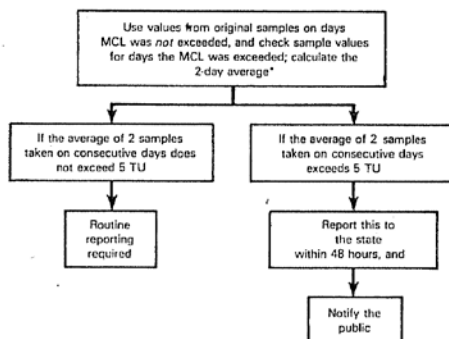 Use values from original samples on days
MCL was not exceeded, and check sample values
for days the MCL was exceeded; calculate the
2-day average*
If the average of 2 samples
taken on consecutive days does
not exceed 5 TU
If the average of 2 samples
taken on consecutive days
exceeds 5 TU
Routine
reporting
required
Report this to
the state
within 48 hours, and
Notify the
public